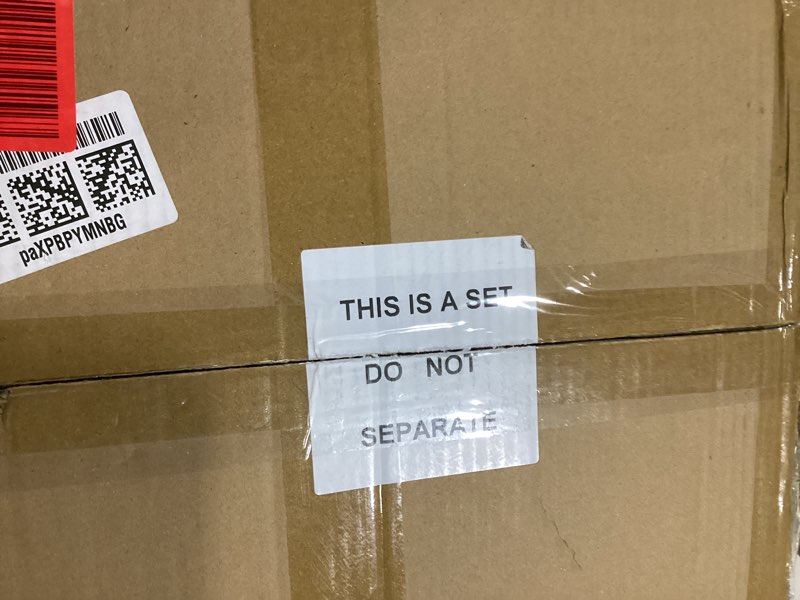 paXPBPYMNBG
THIS IS A SET
DO NOT
SEPARATE